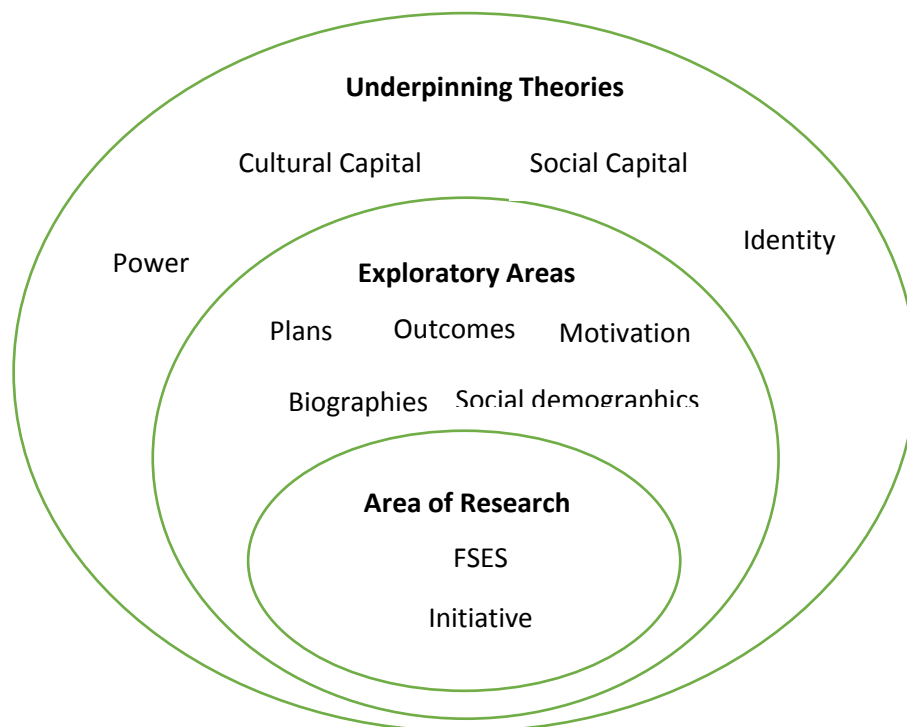 Underpinning Theories
Cultural Capital Social Capital
Power Identity
Exploratory Areas
Plans Outcomes Motivation
Biographies Social demographics
Area of Research
FSES
Initiative